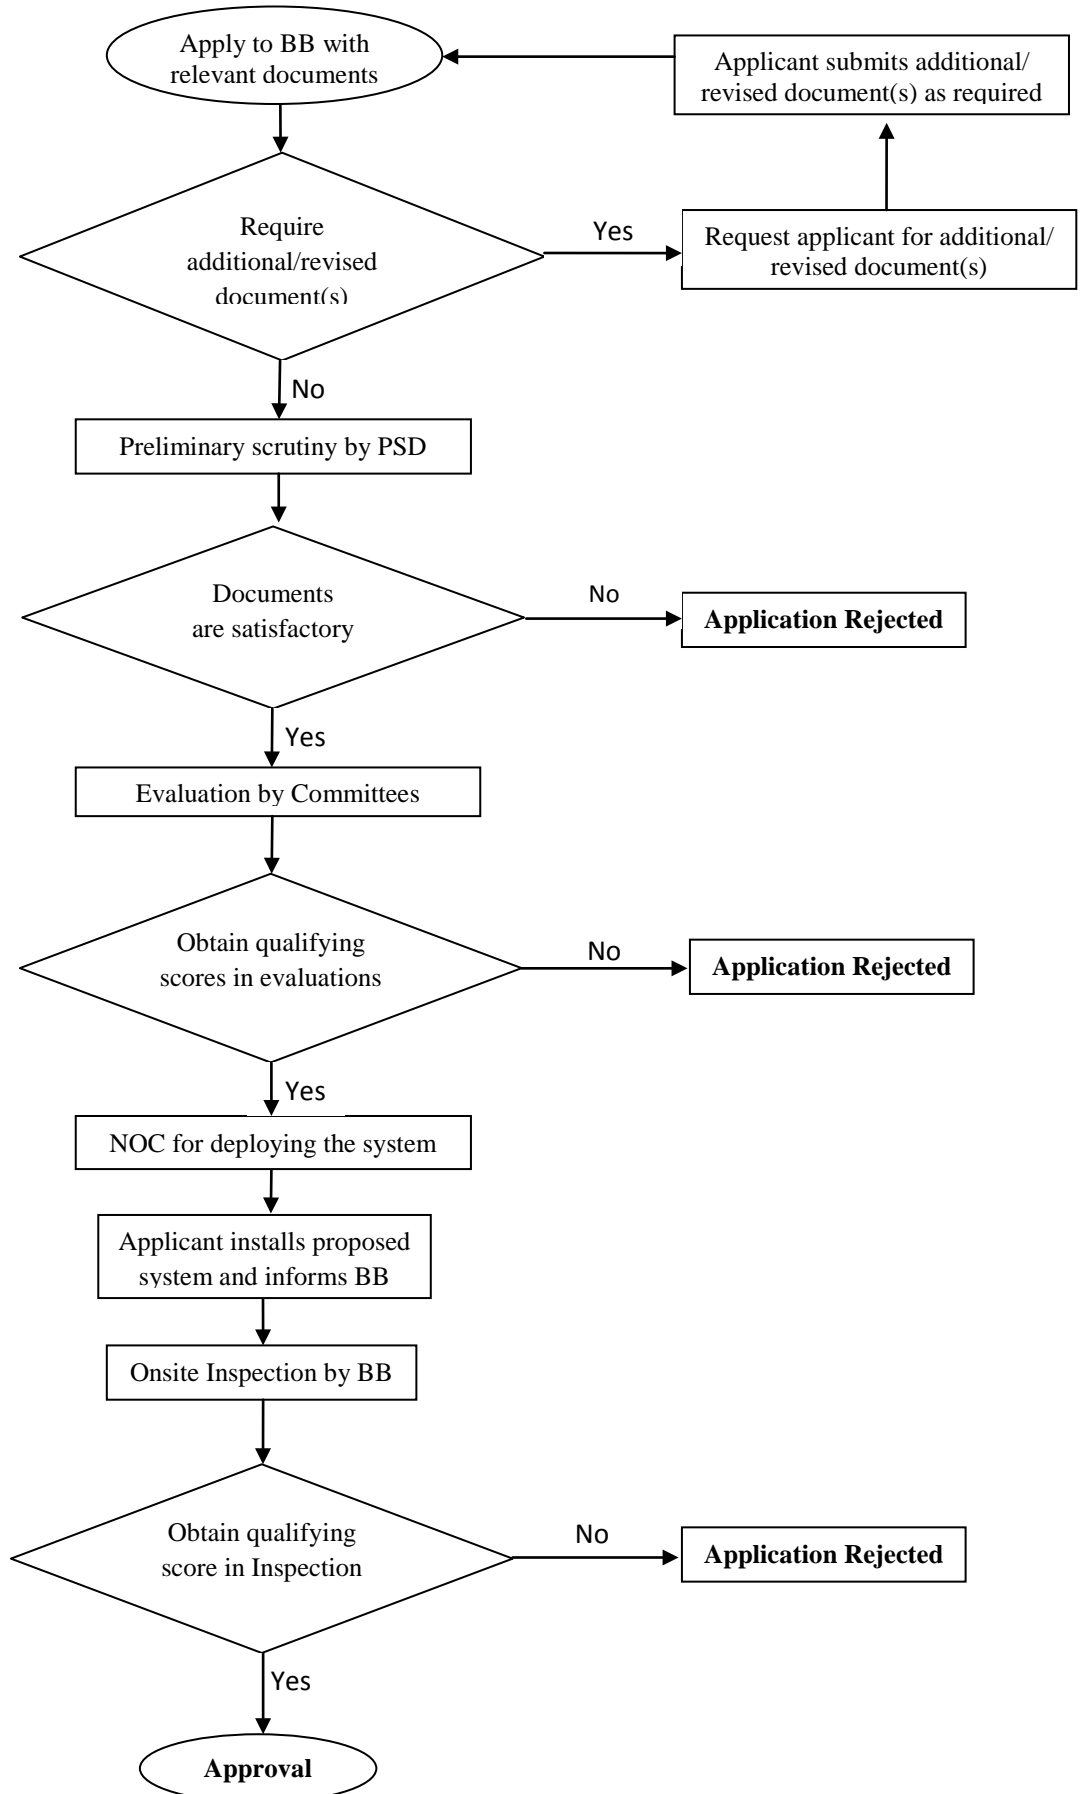 Apply to BB with
relevant documents
Applicant submits additional/
revised document(s) as required
Require
additional/revised
document(s)
Yes
Request applicant for additional/
revised document(s)
No
Preliminary scrutiny by PSD
Documents
are satisfactory
No
Application Rejected
Yes
Evaluation by Committees
Obtain qualifying
scores in evaluations
No
Application Rejected
Yes
NOC for deploying the system
Applicant installs proposed
system and informs BB
Onsite Inspection by BB
Obtain qualifying
score in Inspection
No
Application Rejected
Yes
Approval